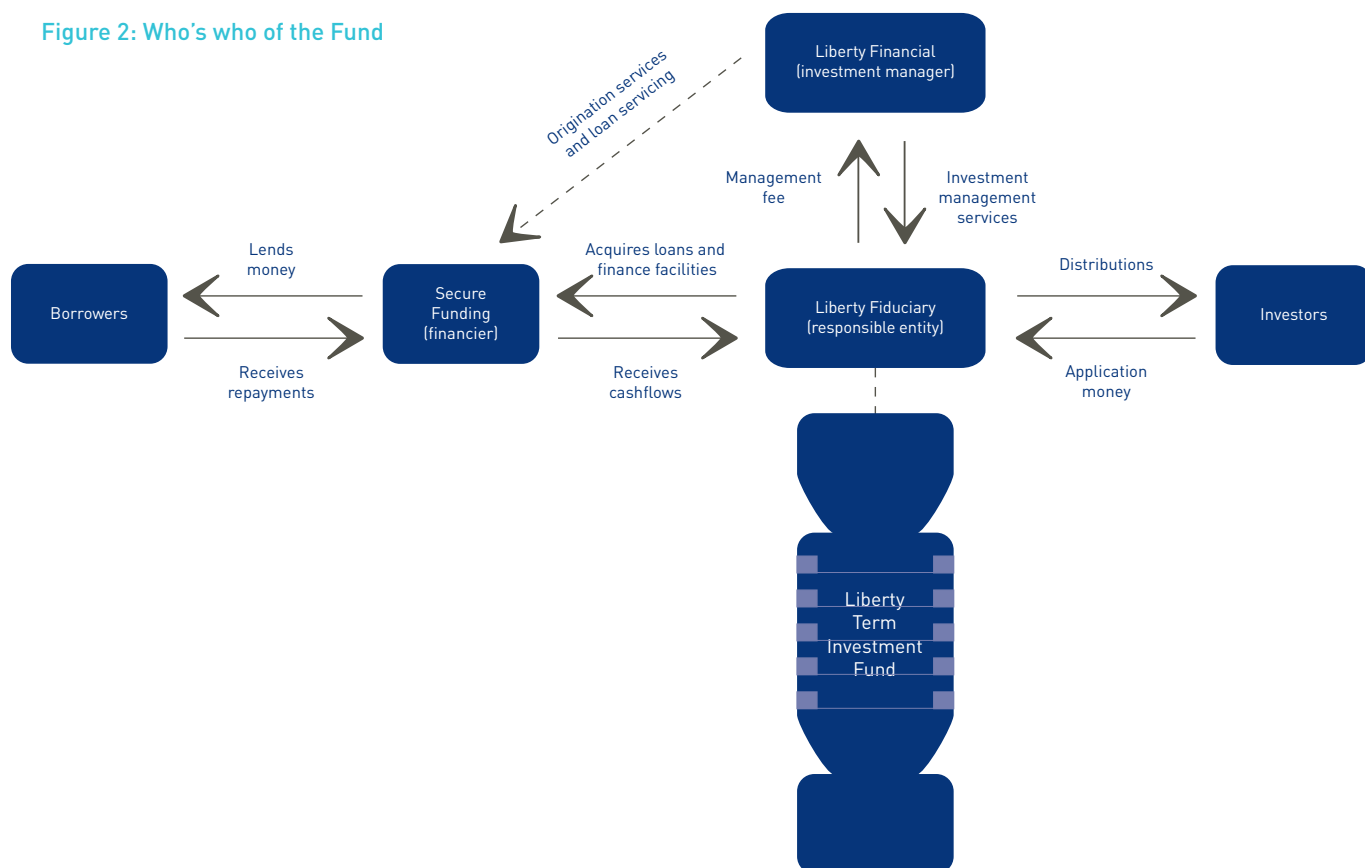 Figure 2: Who’s who of the Fund
Liberty Financial
(investment manager)
Origination services
and loan servicing
Management
fee
Investment
management
services
Lends
money
Acquires loans and
finance facilities
Distributions
Borrowers
Secure
Funding
(financier)
Liberty Fiduciary
(responsible entity)
Investors
Receives
repayments
Receives
cashflows
Application
money
Liberty
Term
Investment
Fund